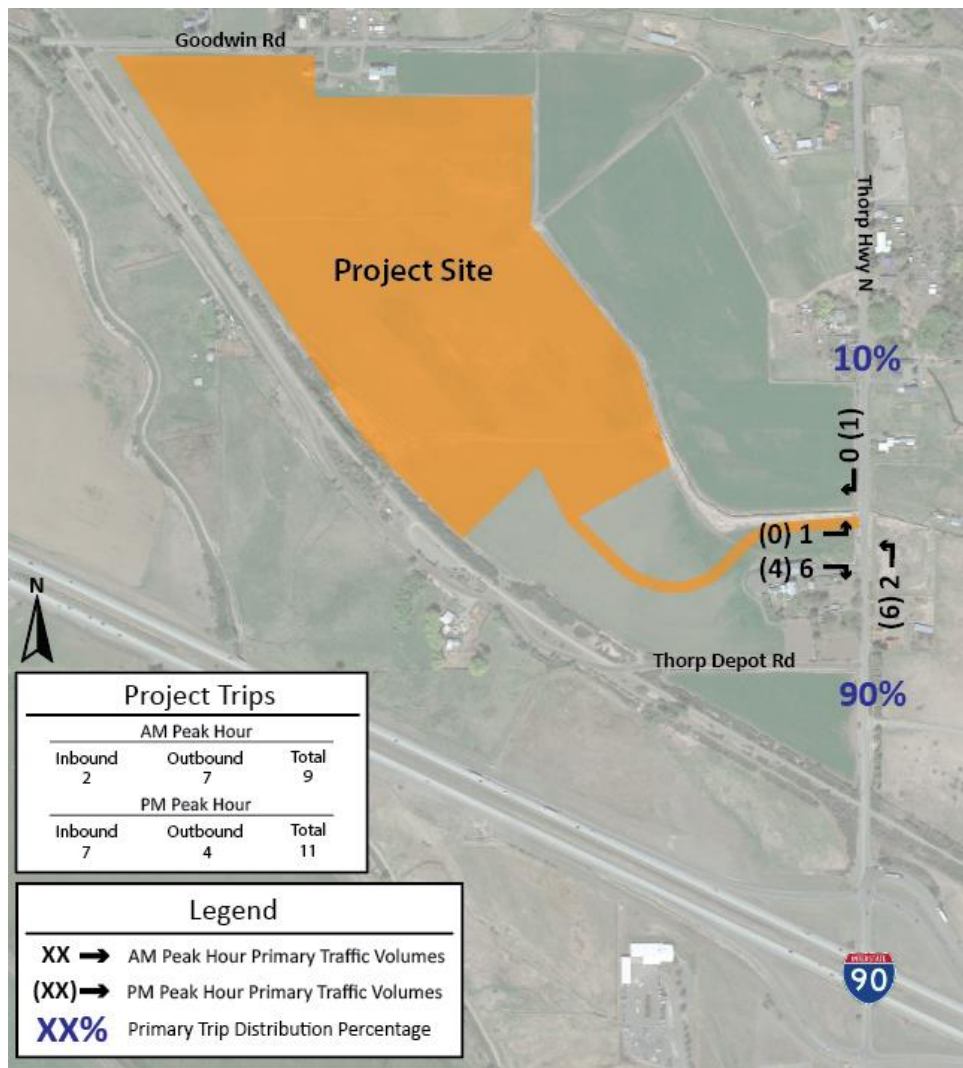 Goodwin Rd
Thorp Hwy N
Project Site
10%
0 (1)
(0) 1
(4) 6
(6) 2
N
Thorp Depot Rd
90%
Project Trips
AM Peak Hour
Inbound Outbound Total
2 7 9
PM Peak Hour
Inbound Outbound Total
7 4 11
Legend
XX AM Peak Hour Primary Traffic Volumes
(XX) PM Peak Hour Primary Traffic Volumes
XX% Primary Trip Distribution Percentage
INTERSTATE
90